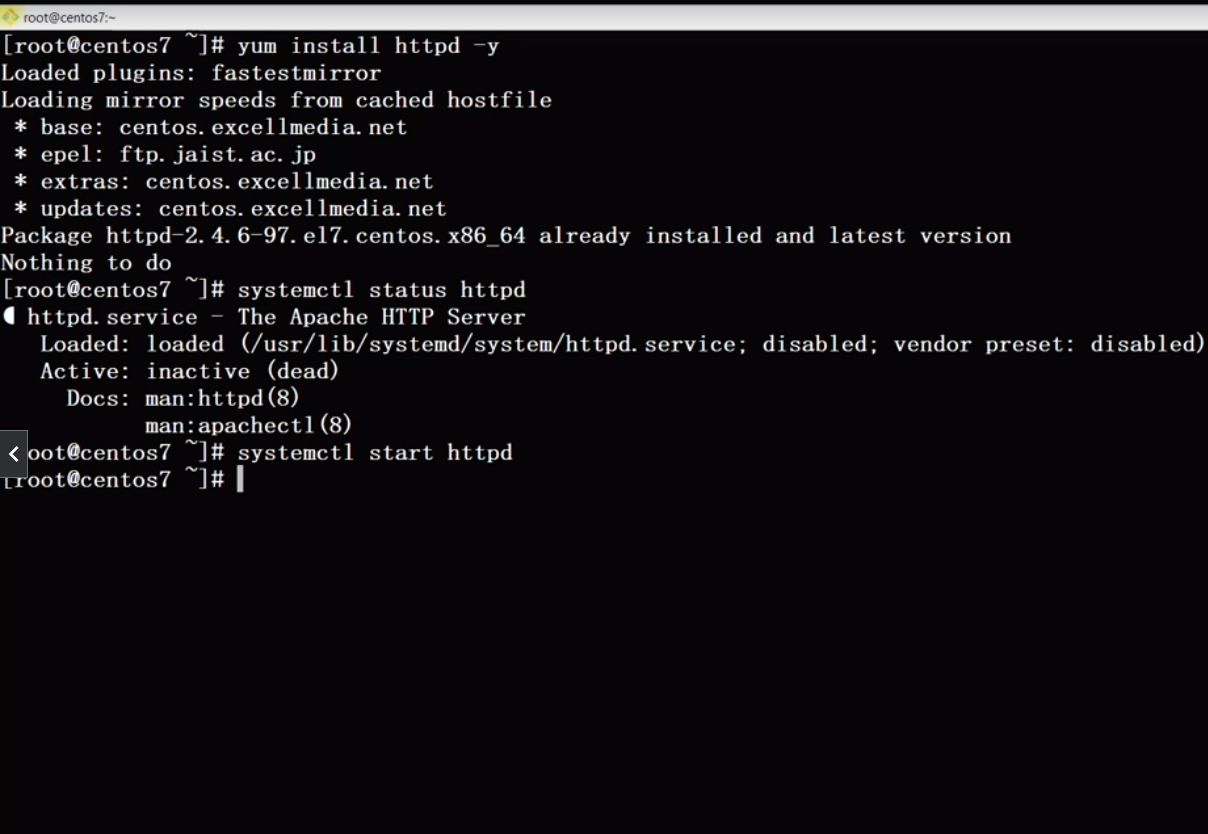 root@centos7:~
[root@centos7 ~]# yum install httpd -y
Loaded plugins: fastestmirror
Loading mirror speeds from cached hostfile
 * base: centos.excellmedia.net
 * epel: ftp.jaist.ac.jp
 * extras: centos.excellmedia.net
 * updates: centos.excellmedia.net
Package httpd-2.4.6-97.el7.centos.x86_64 already installed and latest version
Nothing to do
[root@centos7 ~]# systemctl status httpd
httpd.service - The Apache HTTP Server
   Loaded: loaded (/usr/lib/systemd/system/httpd.service; disabled; vendor preset: disabled)
   Active: inactive (dead)
     Docs: man:httpd(8)
           man:apachectl(8)
oot@centos7 ~]# systemctl start httpd
[root@centos7 ~]#